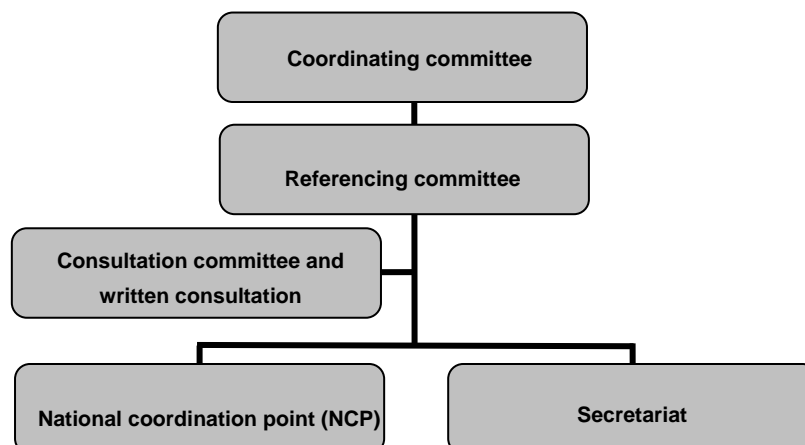 Coordinating committee
Referencing committee
Consultation committee and
written consultation
National coordination point (NCP)
Secretariat